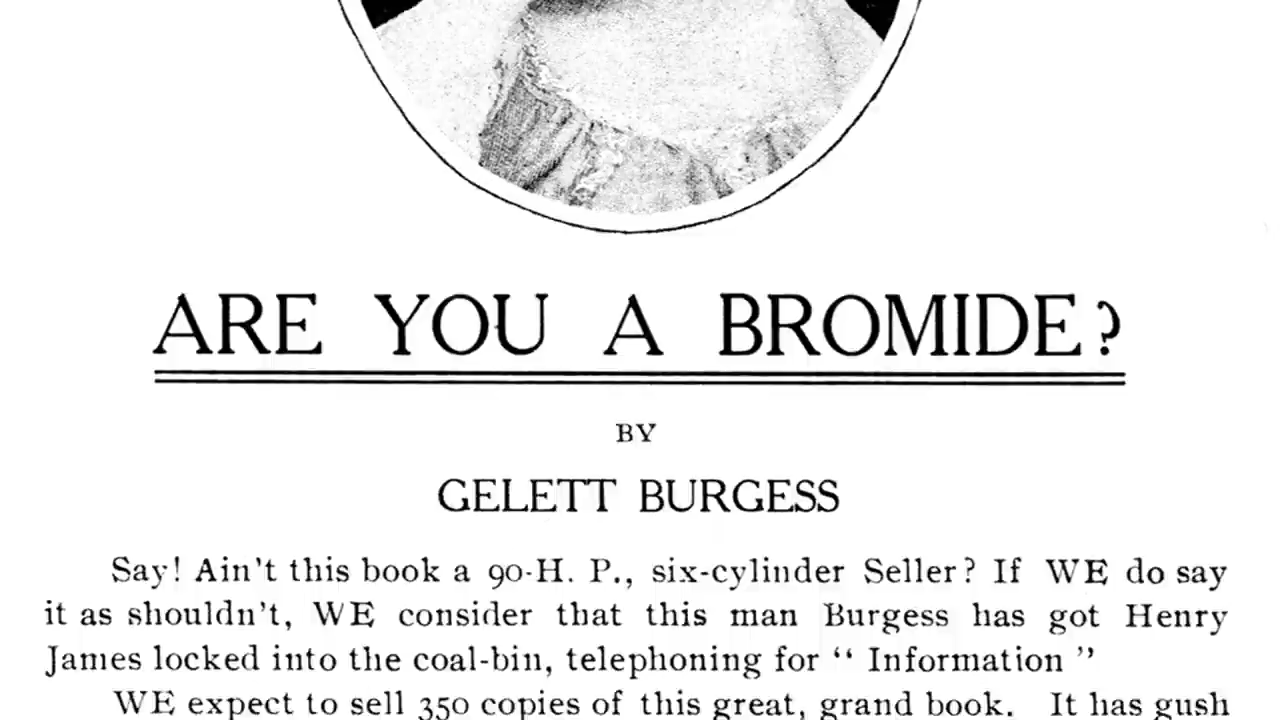 ARE YOU A BROMIDE?
BY
GELETT BURGESS
Say! Ain't this book a 90-H. P., six-cylinder Seller? If WE do say
it as shouldn't, WE consider that this man Burgess has got Henry
James locked into the coal-bin, telephoning for " Information "
WE expect to sell 350 copies of this great, grand book. It has gush